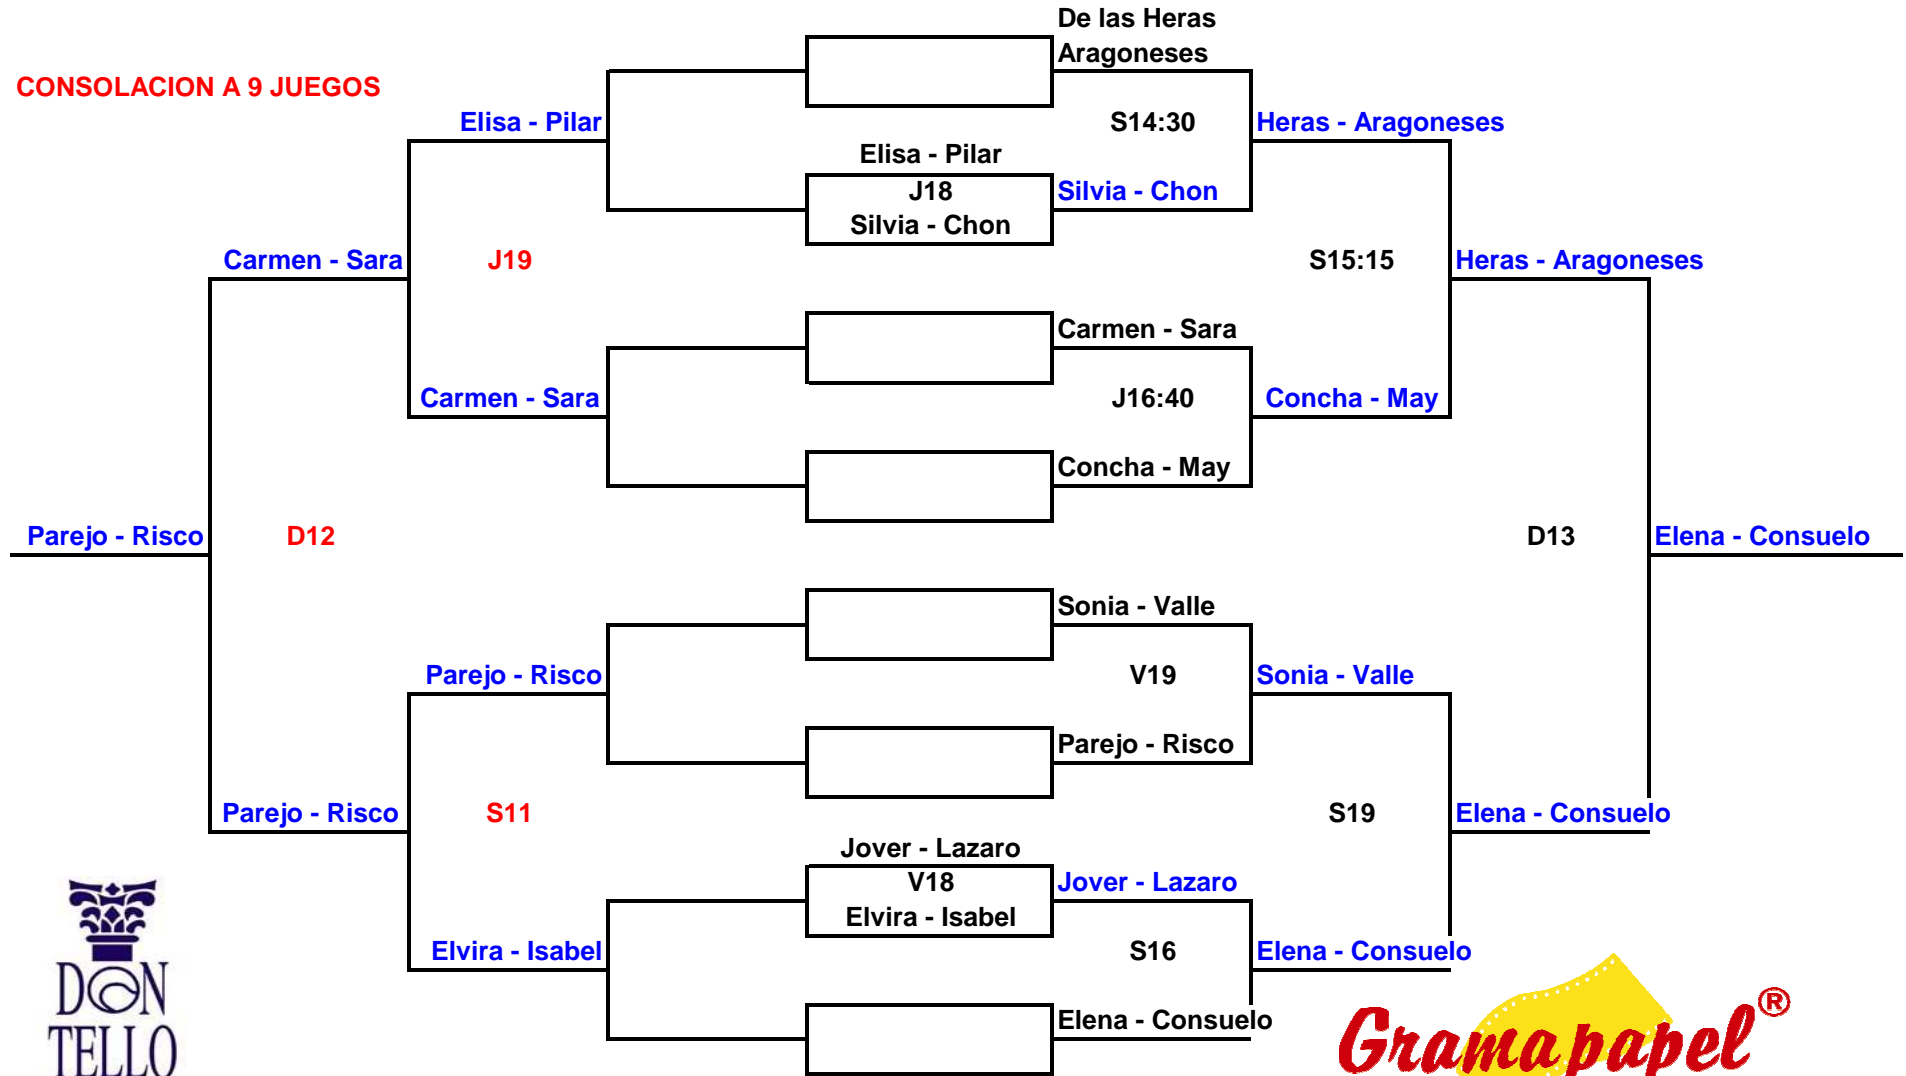 De las Heras
Aragoneses
CONSOLACION A 9 JUEGOS
Elisa - Pilar
S14:30
Heras - Aragoneses
Elisa - Pilar
J18
Silvia - Chon
Silvia - Chon
Carmen - Sara
J19
S15:15
Heras - Aragoneses
Carmen - Sara
Carmen - Sara
J16:40
Concha - May
Concha - May
Parejo - Risco
D12
D13
Elena - Consuelo
Sonia - Valle
Parejo - Risco
V19
Sonia - Valle
Parejo - Risco
Parejo - Risco
S11
S19
Elena - Consuelo
Jover - Lazaro
V18
Jover - Lazaro
Elvira - Isabel
Elvira - Isabel
S16
Elena - Consuelo
Elena - Consuelo
DON
TELLO
Gramapapel®